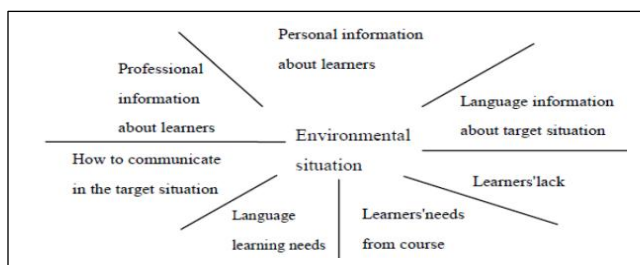 Personal information
about learners
Professional
information
about learners
Language information
about target situation
Environmental
situation
How to communicate
in the target situation
Learners'lack
Language
learning needs
Learners'needs
from course